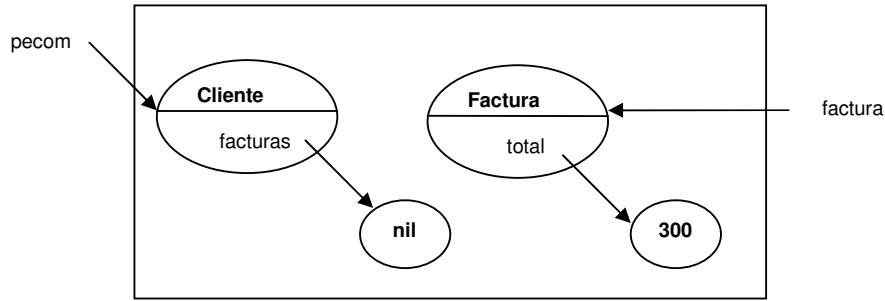 pecom
Cliente
facturas
nil
Factura
total
300
factura